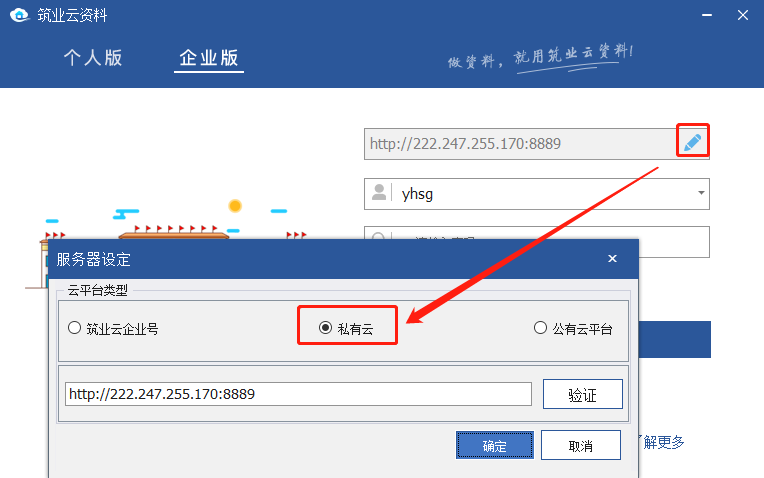 筑业云资料
个人版
企业版
做资料，就用筑业云资料！
http://222.247.255.170:8889
yhsg
服务器设定
云平台类型
筑业云企业号
私有云
公有云平台
http://222.247.255.170:8889
验证
确定
取消
了解更多